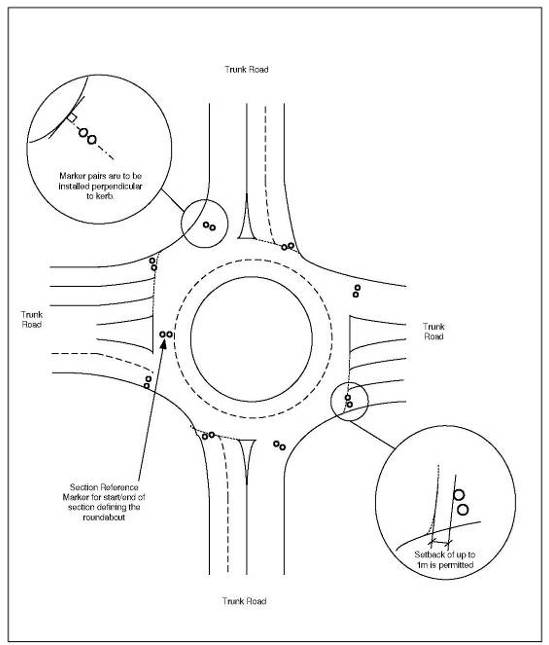 Trunk Road
Marker pairs are to be
installed perpendicular
to kerb.
Trunk
Road
Trunk
Road
Section Reference
Marker for start/end of
section defining the
roundabout
Setback of up to
1m is permitted
Trunk Road